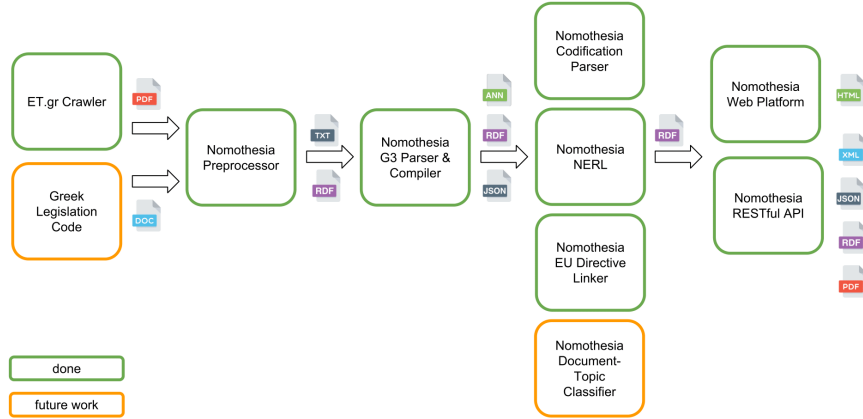 ET.gr Crawler
PDF
Greek
Legislation
Code
DOC
Nomothesia
Preprocessor
TXT
RDF
Nomothesia
G3 Parser &
Compiler
ANN
RDF
JSON
Nomothesia
Codification
Parser
Nomothesia
NERL
Nomothesia
EU Directive
Linker
Nomothesia
Document-
Topic
Classifier
RDF
Nomothesia
Web Platform
Nomothesia
RESTful API
HTML
XML
JSON
RDF
PDF
done
future work